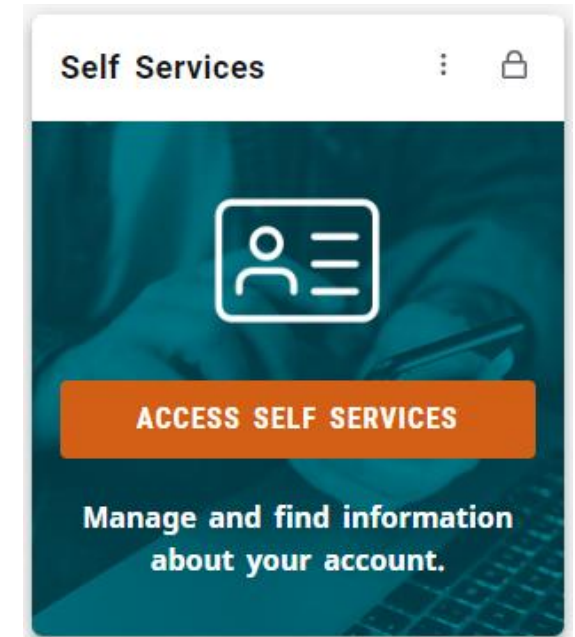 Self Services
ACCESS SELF SERVICES
Manage and find information
about your account.